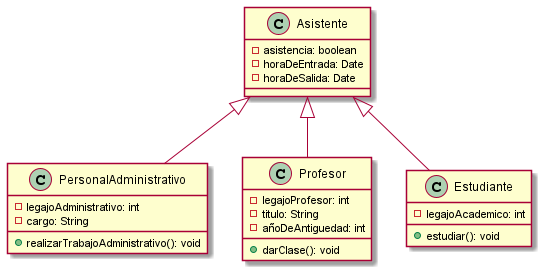 C Asistente
asistencia: boolean
horaDeEntrada: Date
horaDeSalida: Date
C PersonalAdministrativo
legajoAdministrativo: int
cargo: String
realizarTrabajoAdministrativo(): void
C Profesor
legajoProfesor: int
titulo: String
añoDeAntiguedad: int
darClase(): void
C Estudiante
legajoAcademico: int
estudiar(): void